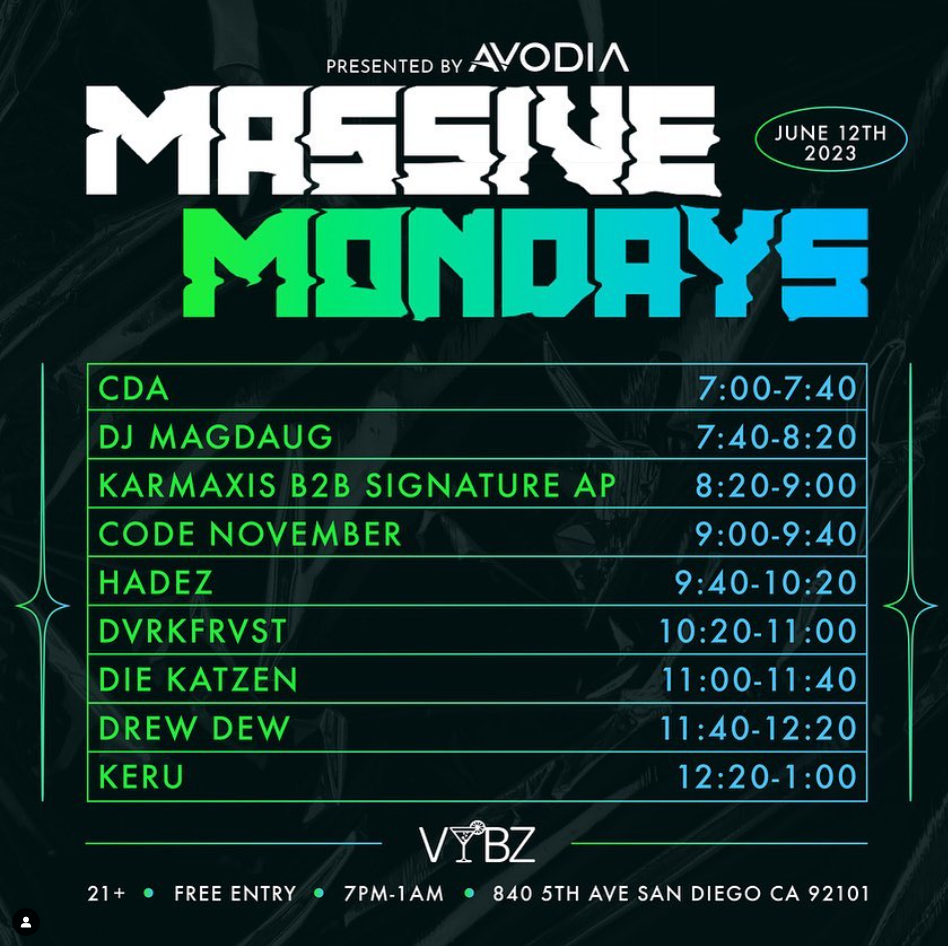 PRESENTED BY AVODIA
MASSIVE
JUNE 12TH
2023
MONDAYS
CDA 7:00-7:40
DJ MAGDAUG 7:40-8:20
KARMAXIS B2B SIGNATURE AP 8:20-9:00
CODE NOVEMBER 9:00-9:40
HADEZ 9:40-10:20
DVRKFRVST 10:20-11:00
DIE KATZEN 11:00-11:40
DREW DEW 11:40-12:20
KERU 12:20-1:00
VYBZ
21+ • FREE ENTRY • 7PM-1AM • 840 5TH AVE SAN DIEGO CA 92101